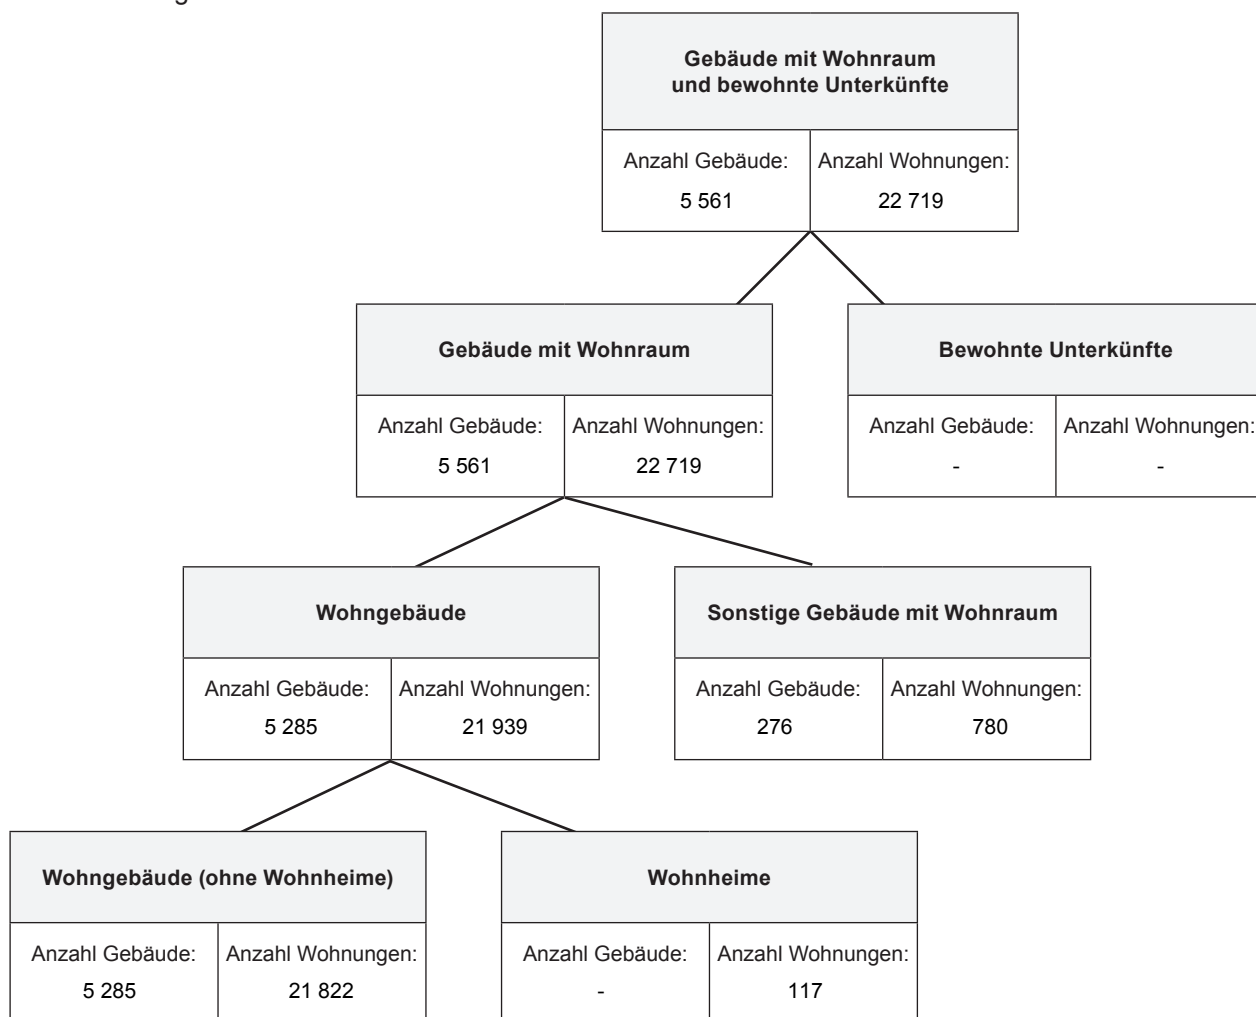 Gebäude mit Wohnraum
und bewohnte Unterkünfte
Anzahl Gebäude: Anzahl Wohnungen:
5 561 22 719
Gebäude mit Wohnraum Bewohnte Unterkünfte
Anzahl Gebäude: Anzahl Wohnungen: Anzahl Gebäude: Anzahl Wohnungen:
5 561 22 719 - -
Wohngebäude Sonstige Gebäude mit Wohnraum
Anzahl Gebäude: Anzahl Wohnungen: Anzahl Gebäude: Anzahl Wohnungen:
5 285 21 939 276 780
Wohngebäude (ohne Wohnheime) Wohnheime
Anzahl Gebäude: Anzahl Wohnungen: Anzahl Gebäude: Anzahl Wohnungen:
5 285 21 822 - 117